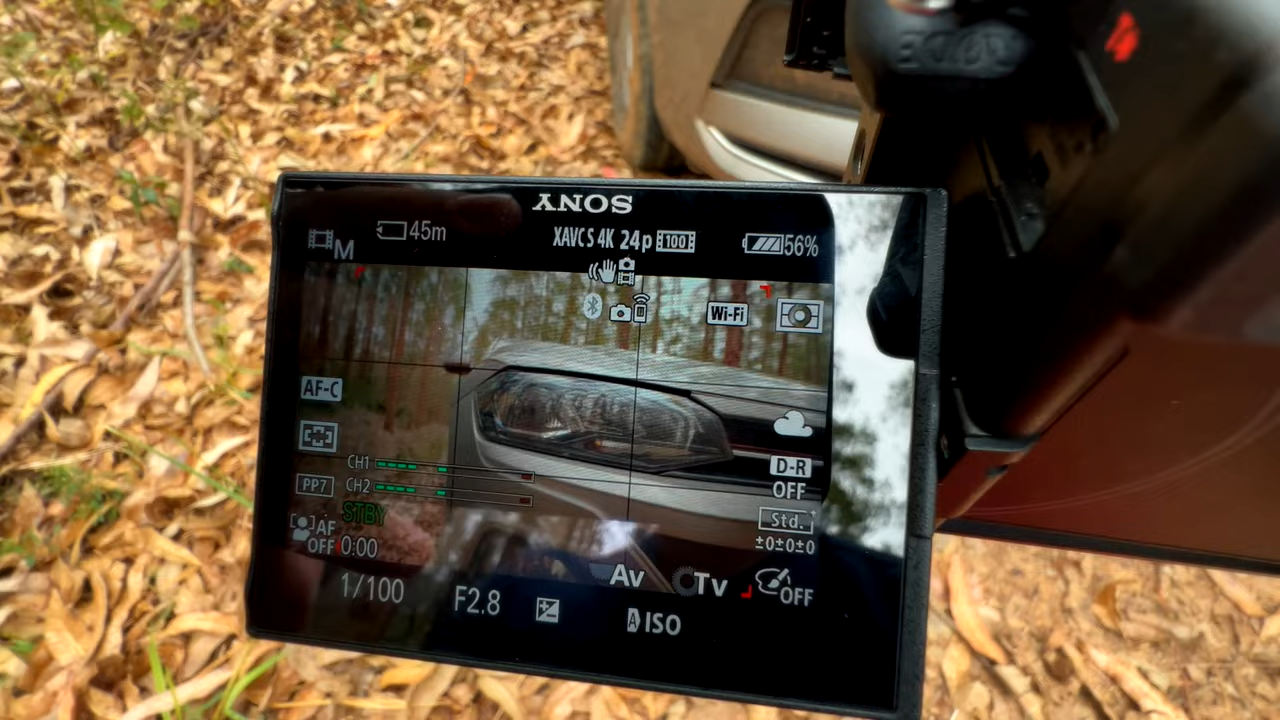 SONY
M 45m XAVC S 4K 24p 100 56%
Wi-Fi
AF-C
CH1
D-R
OFF
PP7 CH2
STBY
Std.
AF
OFF 0:00
±0±0±0
1/100 F2.8 Av Tv OFF
A ISO